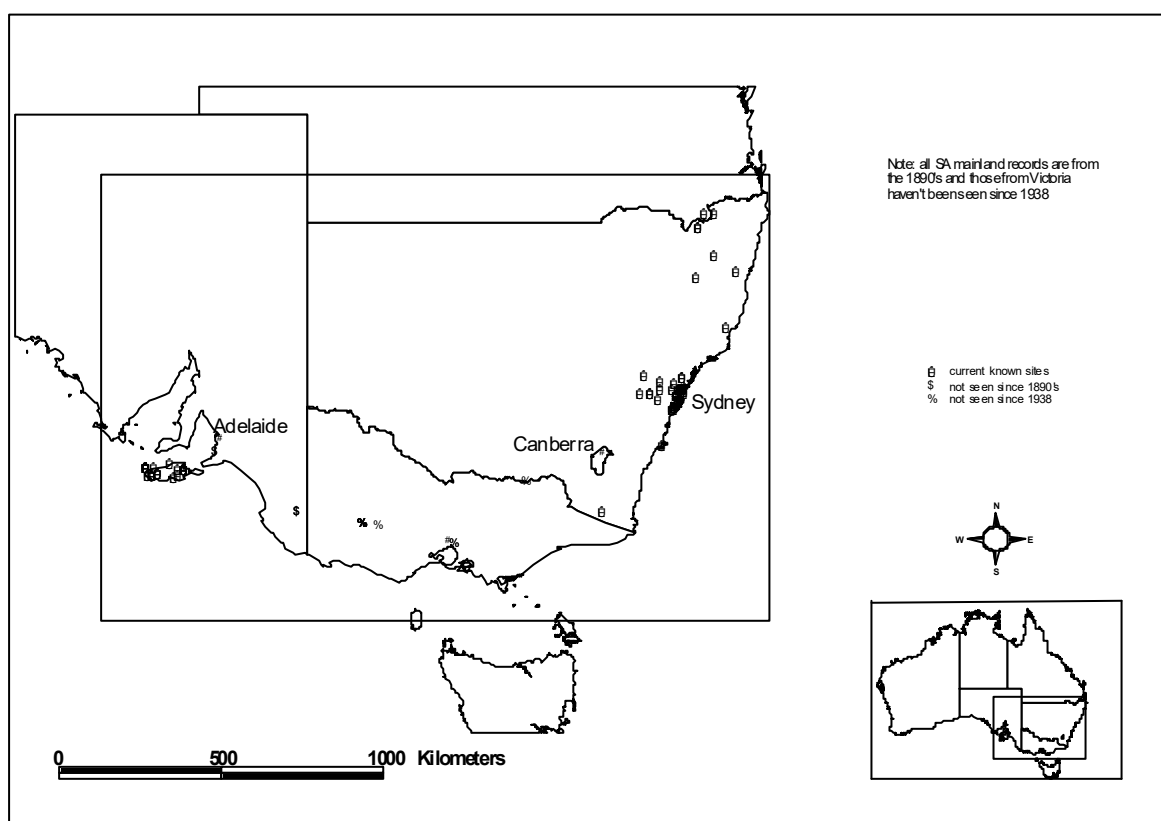 Note: all SA mainland records are from
the 1890's and those from Victoria
haven't been seen since 1938
current known sites
$ not seen since 1890's
% not seen since 1938
Sydney
Adelaide
Canberra
#
#
$
%
%
%
#%
N
W E
S
0 500 1000 Kilometers